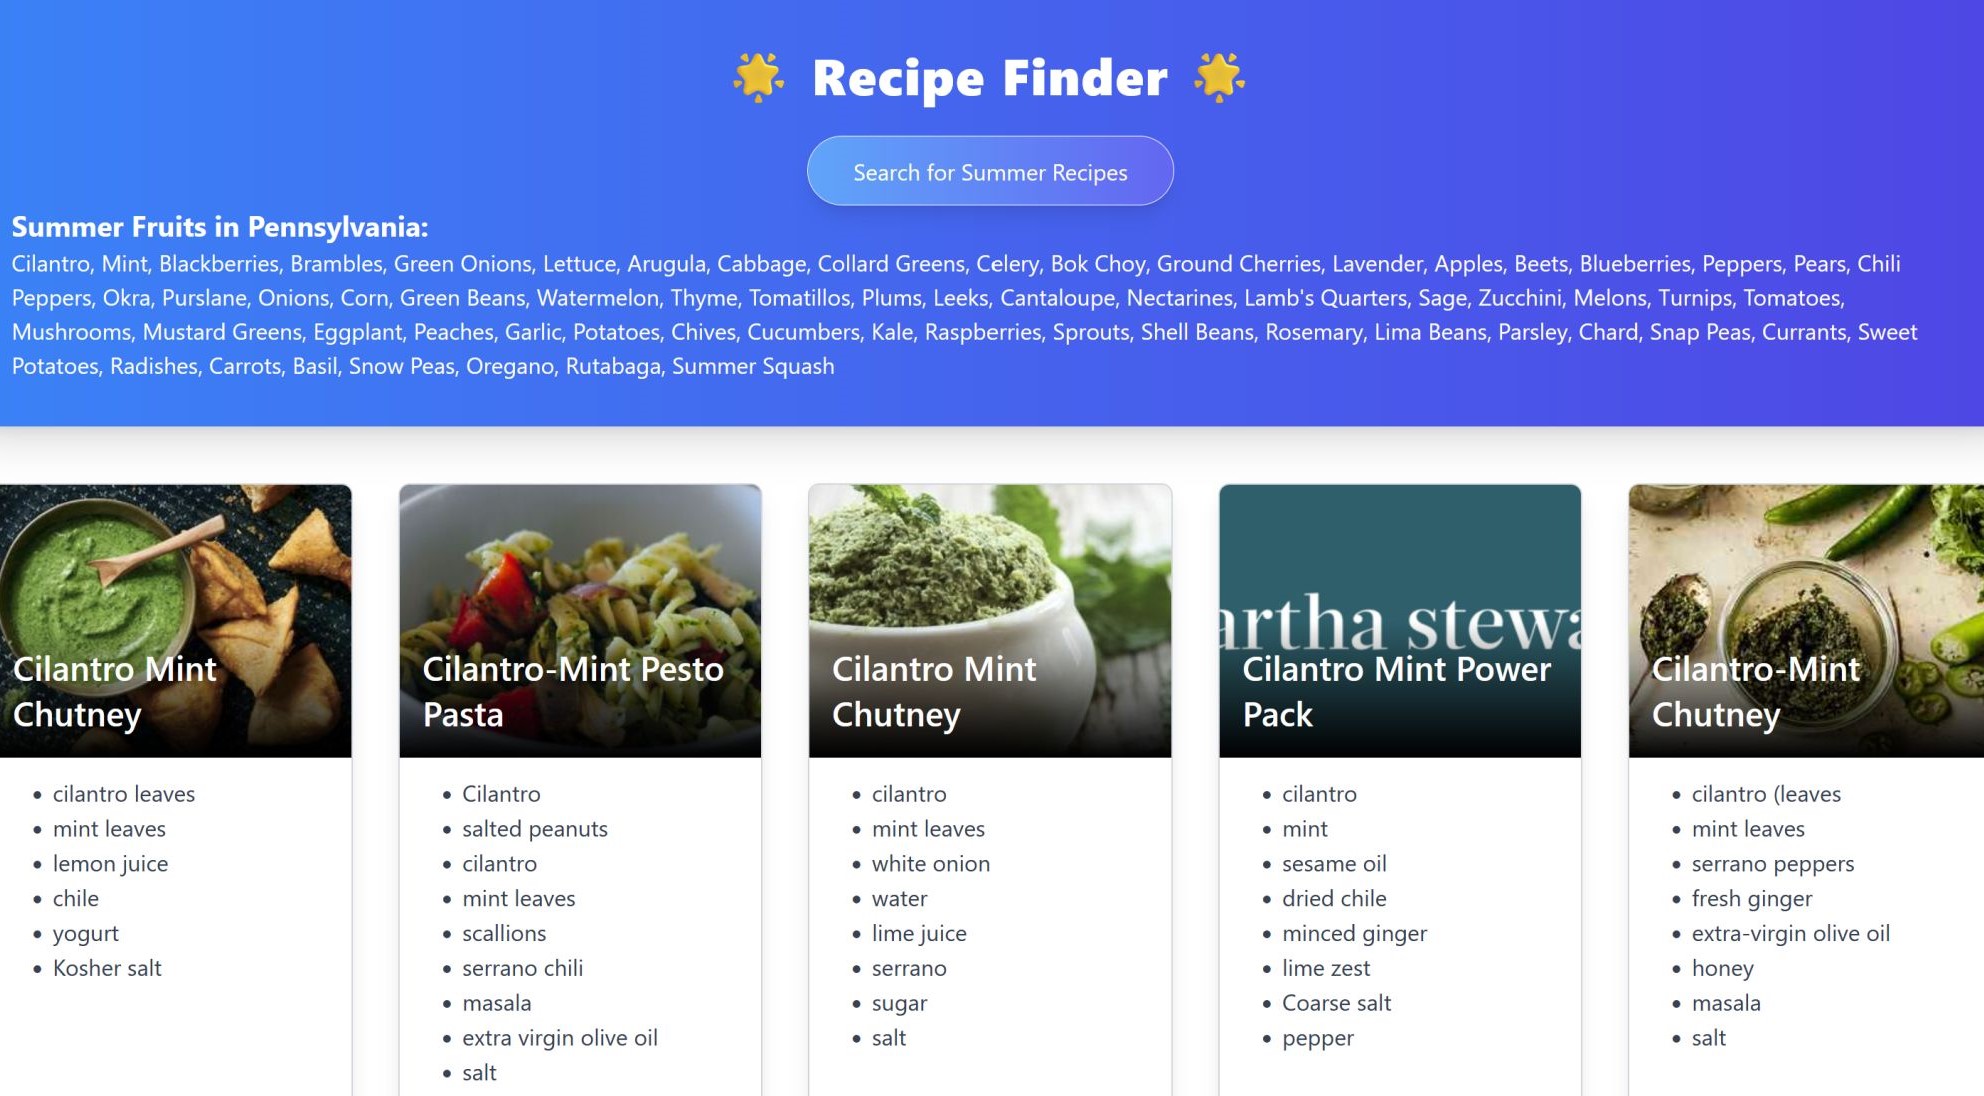 🌟 Recipe Finder 🌟
Search for Summer Recipes
Summer Fruits in Pennsylvania:
Cilantro, Mint, Blackberries, Brambles, Green Onions, Lettuce, Arugula, Cabbage, Collard Greens, Celery, Bok Choy, Ground Cherries, Lavender, Apples, Beets, Blueberries, Peppers, Pears, Chili
Peppers, Okra, Purslane, Onions, Corn, Green Beans, Watermelon, Thyme, Tomatillos, Plums, Leeks, Cantaloupe, Nectarines, Lamb's Quarters, Sage, Zucchini, Melons, Turnips, Tomatoes,
Mushrooms, Mustard Greens, Eggplant, Peaches, Garlic, Potatoes, Chives, Cucumbers, Kale, Raspberries, Sprouts, Shell Beans, Rosemary, Lima Beans, Parsley, Chard, Snap Peas, Currants, Sweet
Potatoes, Radishes, Carrots, Basil, Snow Peas, Oregano, Rutabaga, Summer Squash
Cilantro Mint
Chutney
cilantro leaves
mint leaves
lemon juice
chile
yogurt
Kosher salt
Cilantro-Mint Pesto
Pasta
Cilantro
salted peanuts
cilantro
mint leaves
scallions
serrano chili
masala
extra virgin olive oil
salt
Cilantro Mint
Chutney
cilantro
mint leaves
white onion
water
lime juice
serrano
sugar
salt
artha stewa
Cilantro Mint Power
Pack
cilantro
mint
sesame oil
dried chile
minced ginger
lime zest
Coarse salt
pepper
Cilantro-Mint
Chutney
cilantro (leaves
mint leaves
serrano peppers
fresh ginger
extra-virgin olive oil
honey
masala
salt